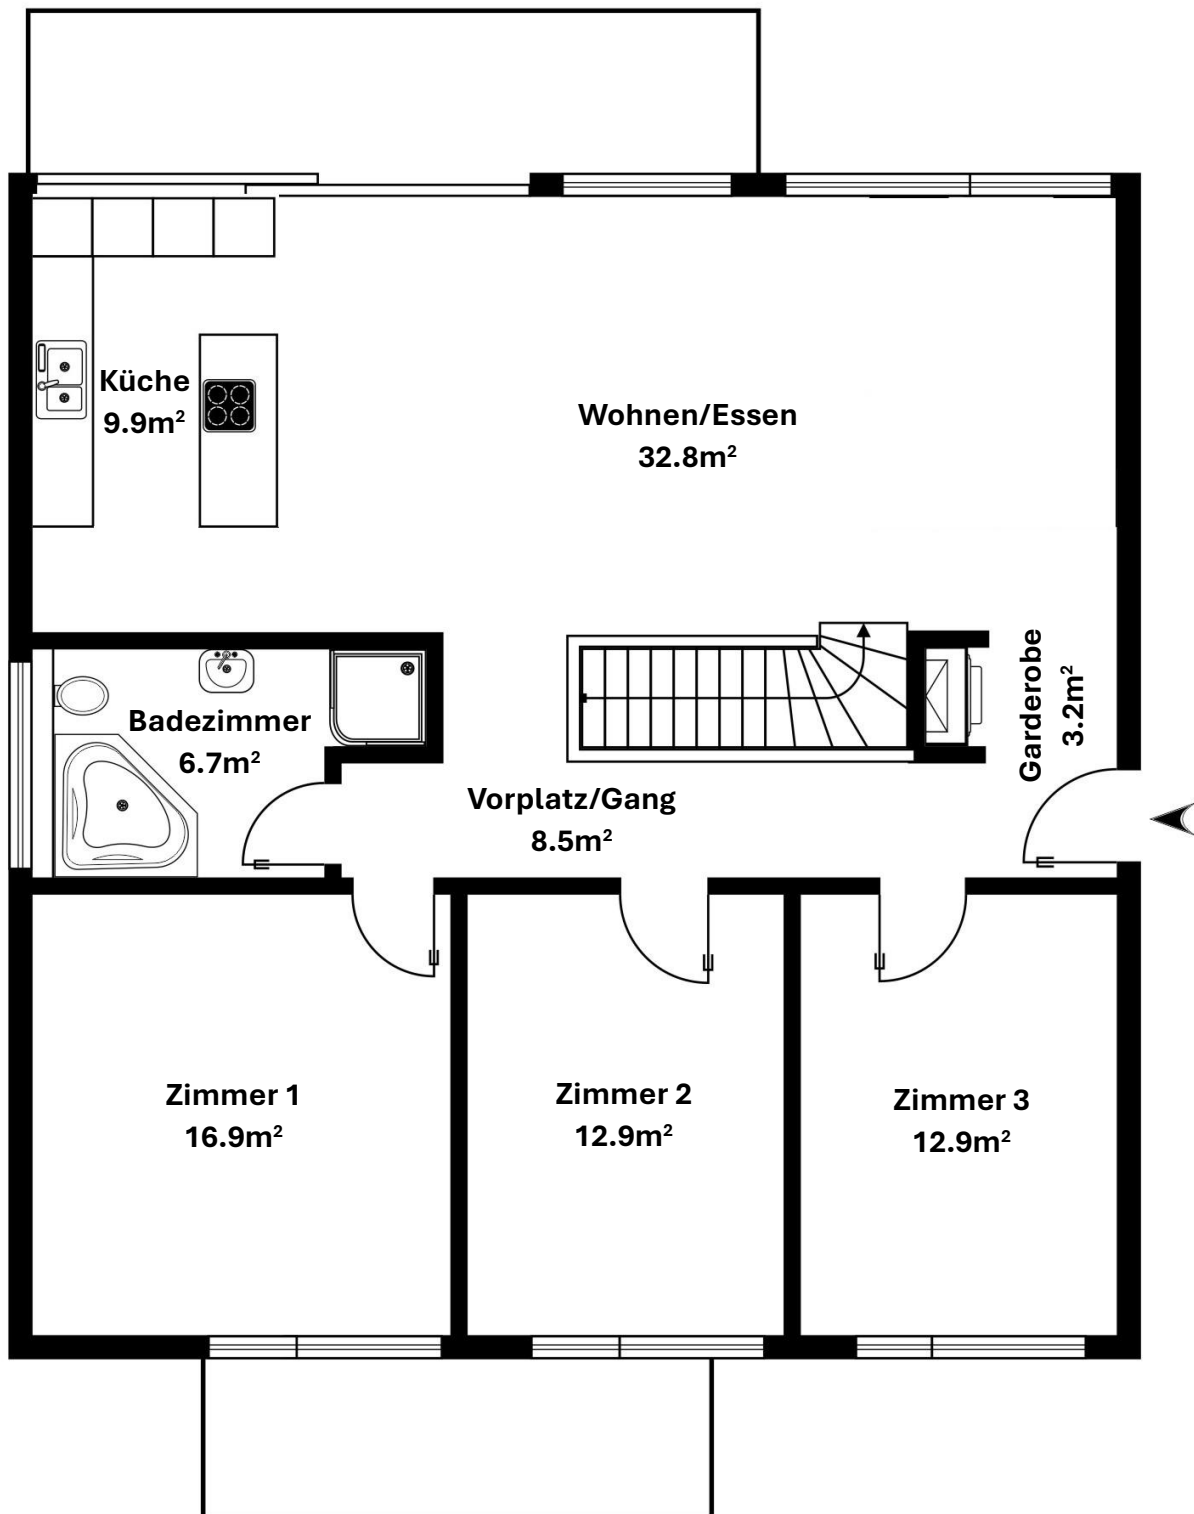 Küche
9.9m²
Wohnen/Essen
32.8m²
Garderobe
3.2m²
Badezimmer
6.7m²
Vorplatz/Gang
8.5m²
Zimmer 1
16.9m²
Zimmer 2
12.9m²
Zimmer 3
12.9m²